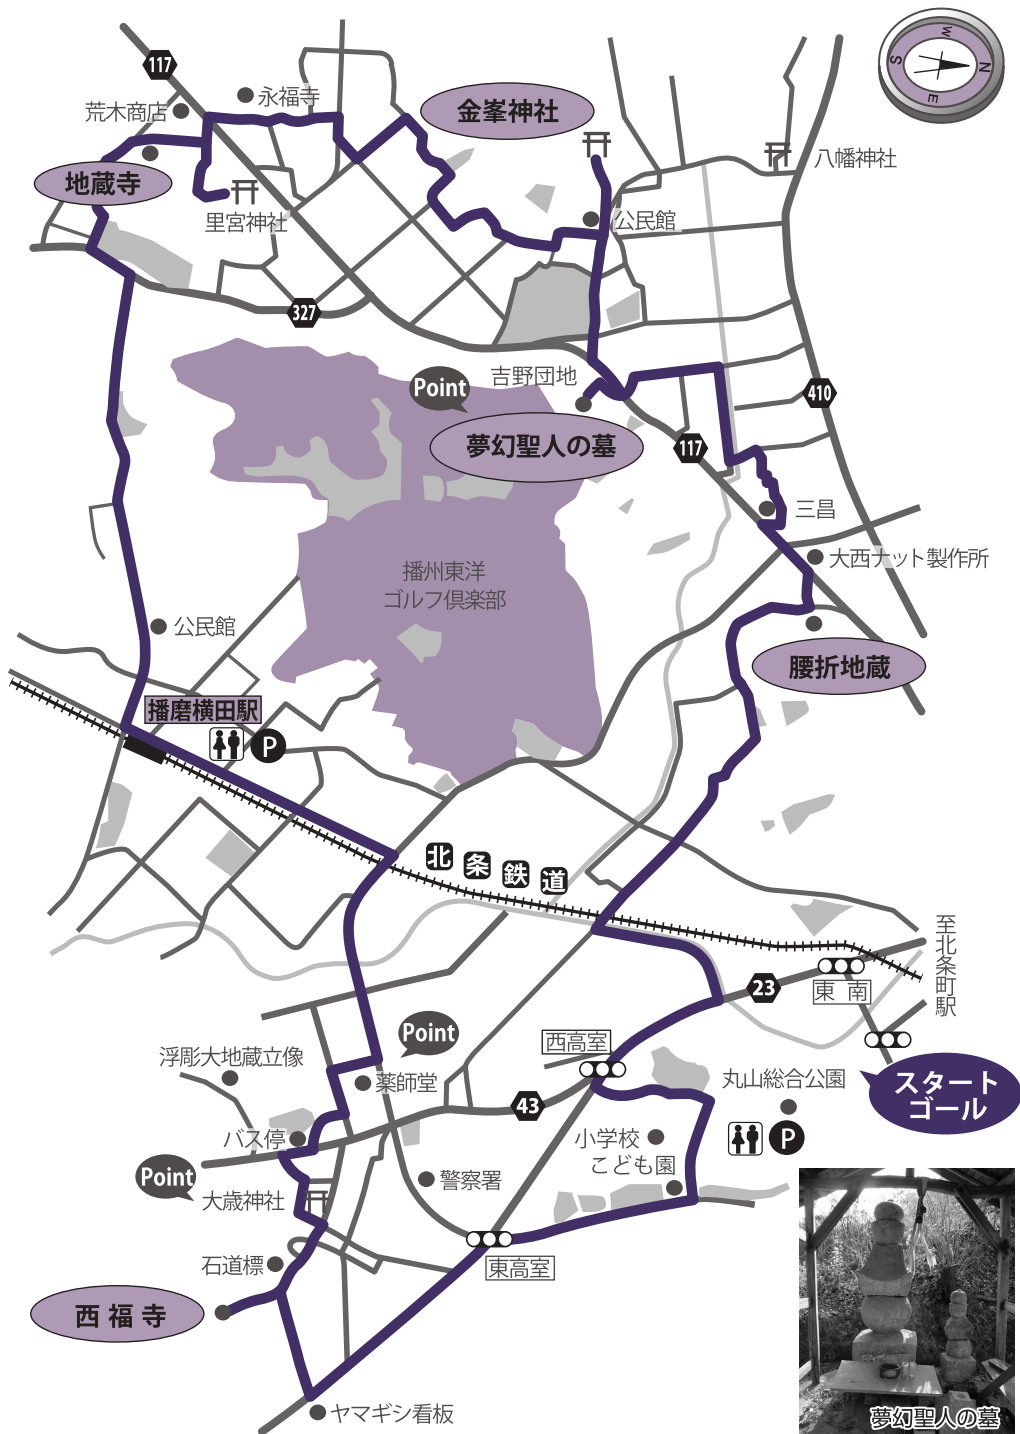 117
永福寺
荒木商店
金峯神社
W
S
N
E
八幡神社
地蔵寺
里宮神社
公民館
327
吉野団地
Point
410
夢幻聖人の墓
117
三昌
大西ナット製作所
播州東洋
ゴルフ倶楽部
公民館
腰折地蔵
播磨横田駅
P
北条鉄道
至北条町駅
東南
23
Point
西高室
浮彫大地蔵立像
薬師堂
丸山総合公園
スタート
ゴール
43
バス停
小学校
こども園
P
Point
大歳神社
警察署
石道標
東高室
西福寺
ヤマギシ看板
夢幻聖人の墓